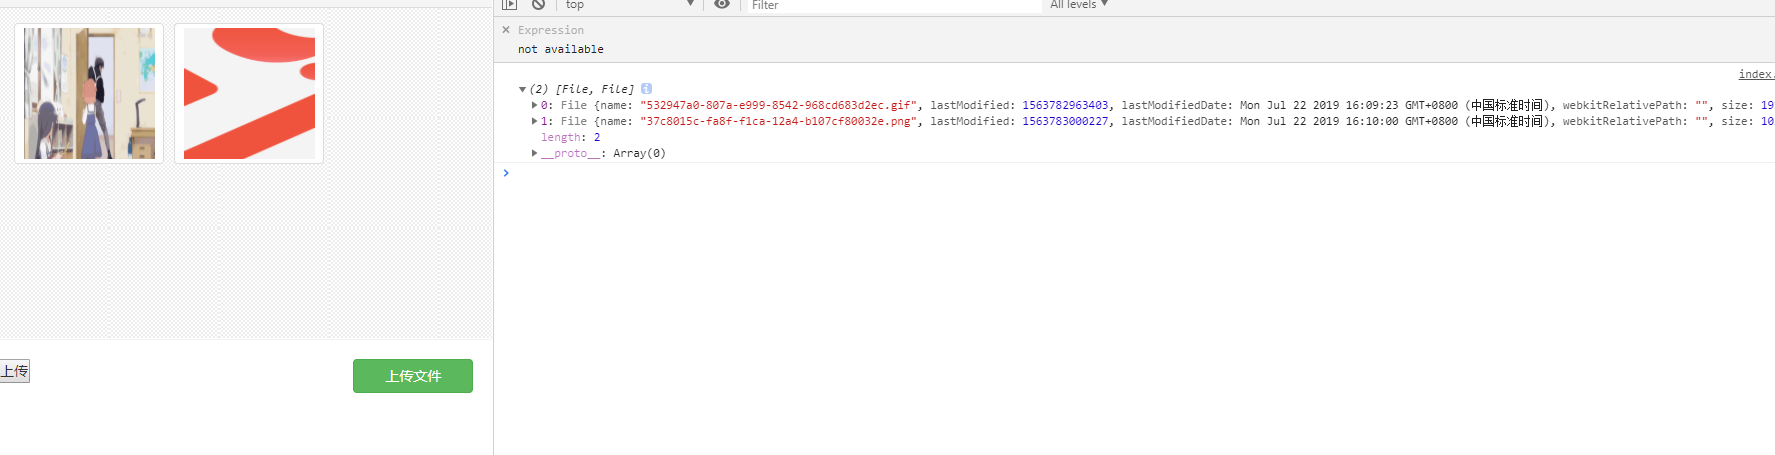 top Filter All levels
Expression
not available
index.
(2) [File, File]
0: File {name: "532947a0-807a-e999-8542-968cd683d2ec.gif", lastModified: 1563782963403, lastModifiedDate: Mon Jul 22 2019 16:09:23 GMT+0800 (中国标准时间), webkitRelativePath: "", size: 19
1: File {name: "37c8015c-fa8f-f1ca-12a4-b107cf80032e.png", lastModified: 1563783000227, lastModifiedDate: Mon Jul 22 2019 16:10:00 GMT+0800 (中国标准时间), webkitRelativePath: "", size: 10
length: 2
__proto__: Array(0)
上传 上传文件